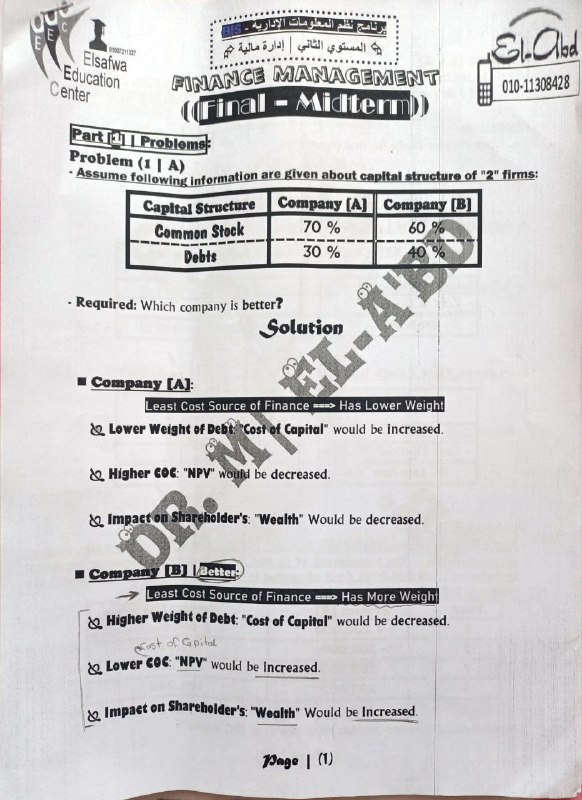 برنامج نظم المعلومات الإدارية - BIS
المستوي الثاني | إدارة مالية
01007211327
EEC
Elsafwa
Education
Center
El-Abd
010-11308428
FINANCE MANAGEMENT
((Final - Midterm))
Part [1] | Problems:
Problem (1 | A)
- Assume following information are given about capital structure of "2" firms:
Capital Structure Company [A] Company [B]
Common Stock 70 % 60 %
Debts 30 % 40 %
- Required: Which company is better?
Solution
DR. M | EL-A'BD
■ Company [A]:
Least Cost Source of Finance ===> Has Lower Weight
Lower Weight of Debt: "Cost of Capital" would be increased.
Higher COC: "NPV" would be decreased.
Impact on Shareholder's: "Wealth" Would be decreased.
■ Company [B] | Better:
→ Least Cost Source of Finance ===> Has More Weight
Higher Weight of Debt: "Cost of Capital" would be decreased.
Cost of Capital
Lower COC: "NPV" would be increased.
Impact on Shareholder's: "Wealth" Would be Increased.
Page | (1)